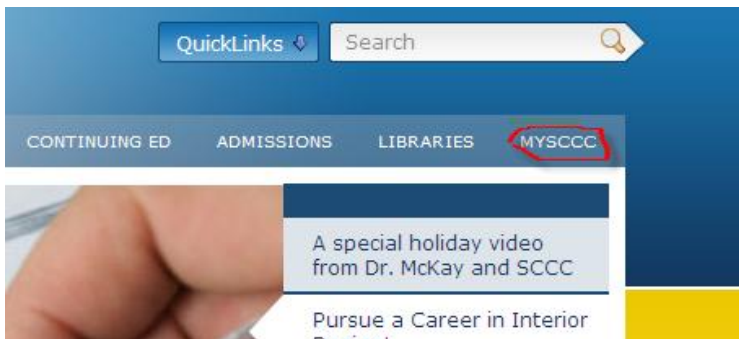 QuickLinks Search
CONTINUING ED ADMISSIONS LIBRARIES MYSCCC
A special holiday video
from Dr. McKay and SCCC
Pursue a Career in Interior